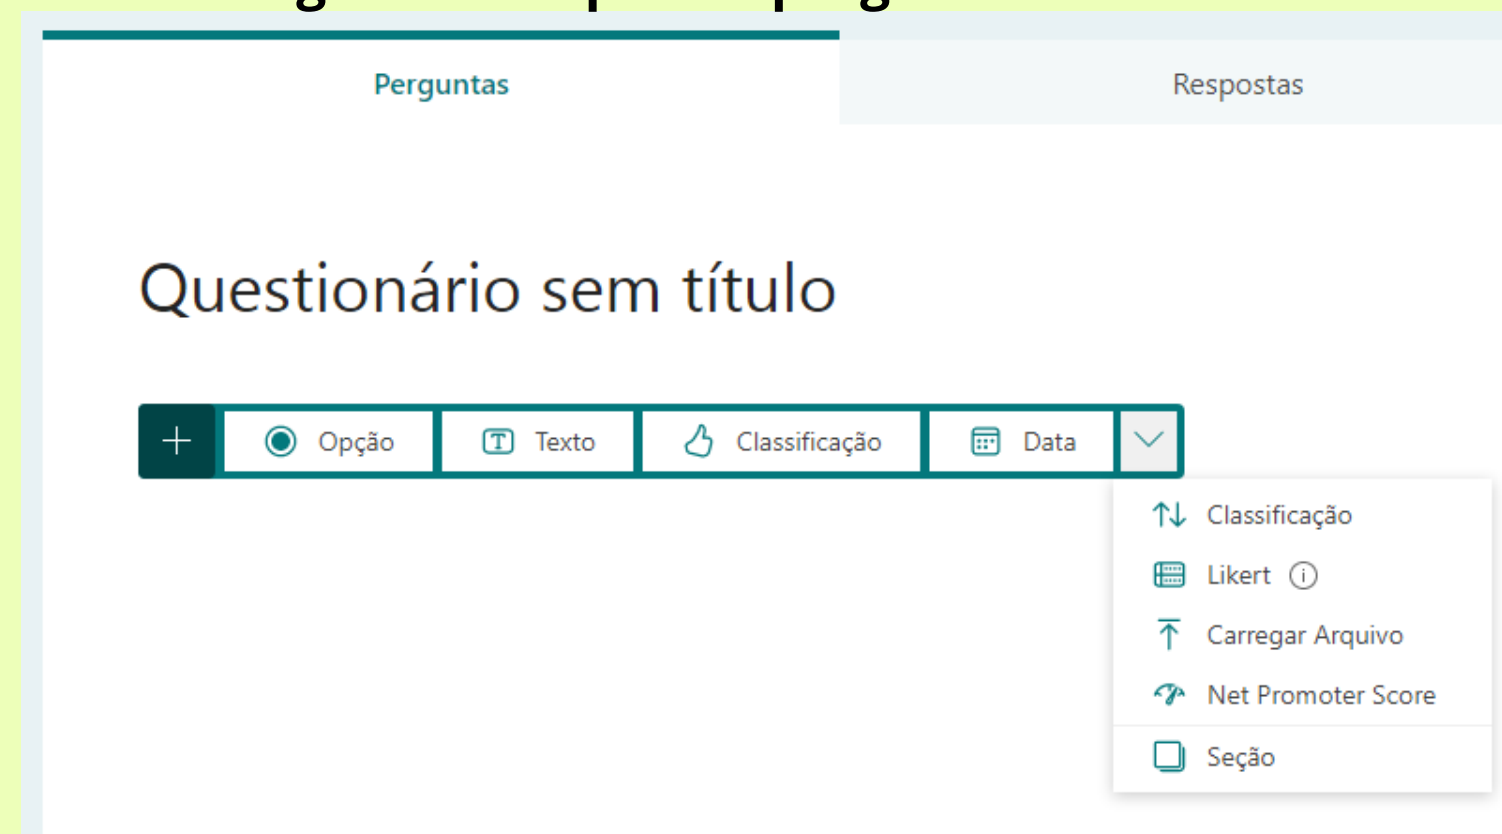 Perguntas
Respostas
Questionário sem título
+ Opção Texto Classificação Data
Classificação
Likert
Carregar Arquivo
Net Promoter Score
Seção